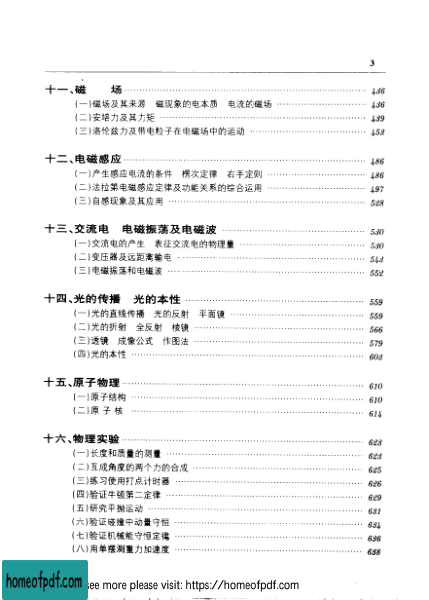 3
十一、磁　场 436
(一)磁场及其来源　磁现象的电本质　电流的磁场 436
(二)安培力及其力矩 439
(三)洛伦兹力及带电粒子在电磁场中的运动 453
十二、电磁感应 486
(一)产生感应电流的条件　楞次定律　右手定则 486
(二)法拉第电磁感应定律及功能关系的综合运用 497
(三)自感现象及其应用 528
十三、交流电　电磁振荡及电磁波 530
(一)交流电的产生　表征交流电的物理量 530
(二)变压器及远距离输电 543
(三)电磁振荡和电磁波 552
十四、光的传播　光的本性 559
(一)光的直线传播　光的反射　平面镜 559
(二)光的折射　全反射　棱镜 566
(三)透镜　成像公式　作图法 579
(四)光的本性 603
十五、原子物理 610
(一)原子结构 610
(二)原子核 614
十六、物理实验 623
(一)长度和质量的测量 623
(二)互成角度的两个力的合成 625
(三)练习使用打点计时器 626
(四)验证牛顿第二定律 629
(五)研究平抛运动 631
(六)验证碰撞中动量守恒 634
(七)验证机械能守恒定律 636
(八)用单摆测重力加速度 638
homeofpdf.com
see more please visit: https://homeofpdf.com